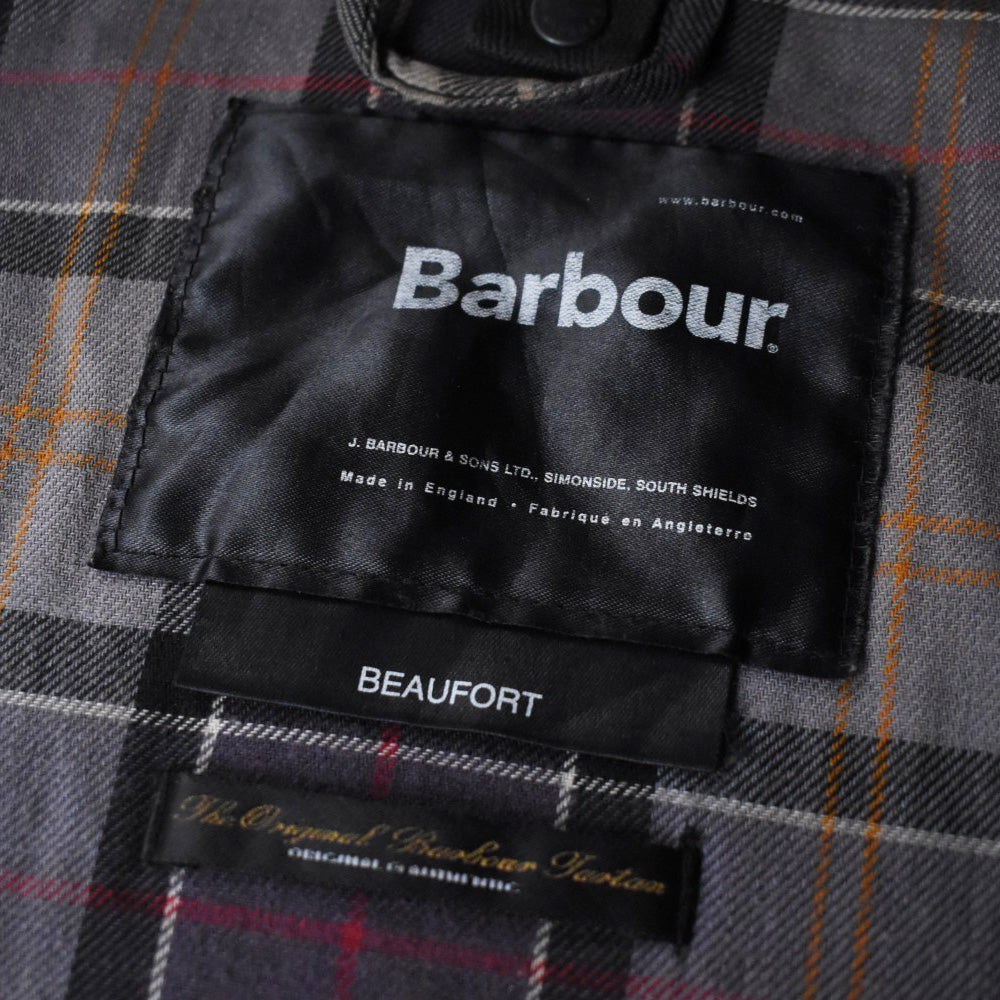 www.barbour.com
Barbour®
J. BARBOUR & SONS LTD., SIMONSIDE, SOUTH SHIELDS
Made in England • Fabriqué en Angleterre
BEAUFORT
The Original Barbour Tartan
ORIGINAL